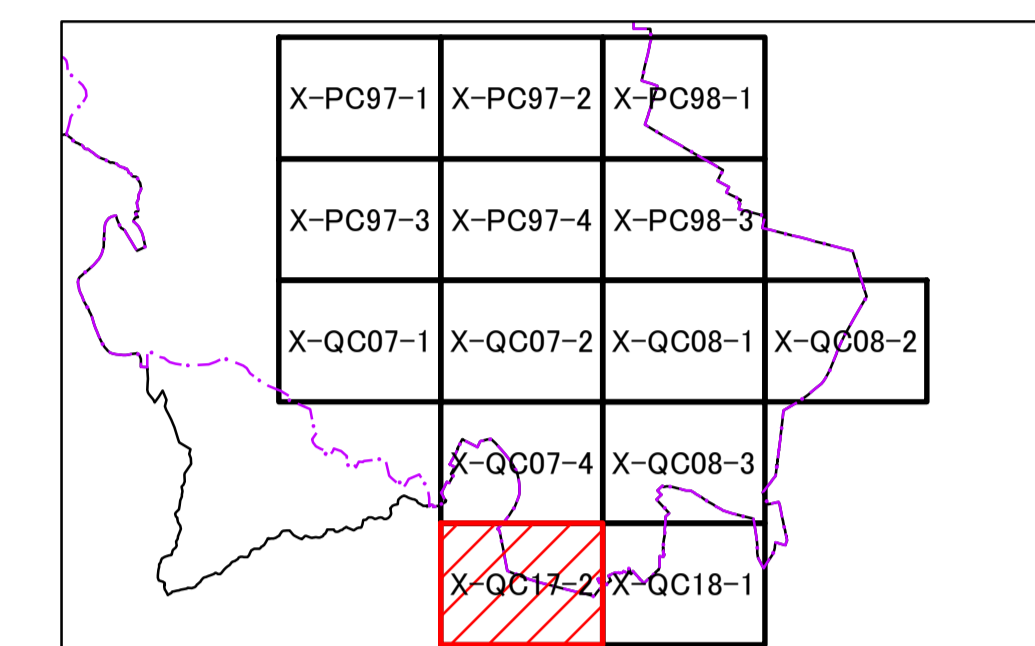 X-PC97-1 X-PC97-2 X-PC98-1
X-PC97-3 X-PC97-4 X-PC98-3
X-QC07-1 X-QC07-2 X-QC08-1 X-QC08-2
X-QC07-4 X-QC08-3
X-QC17-2 X-QC18-1